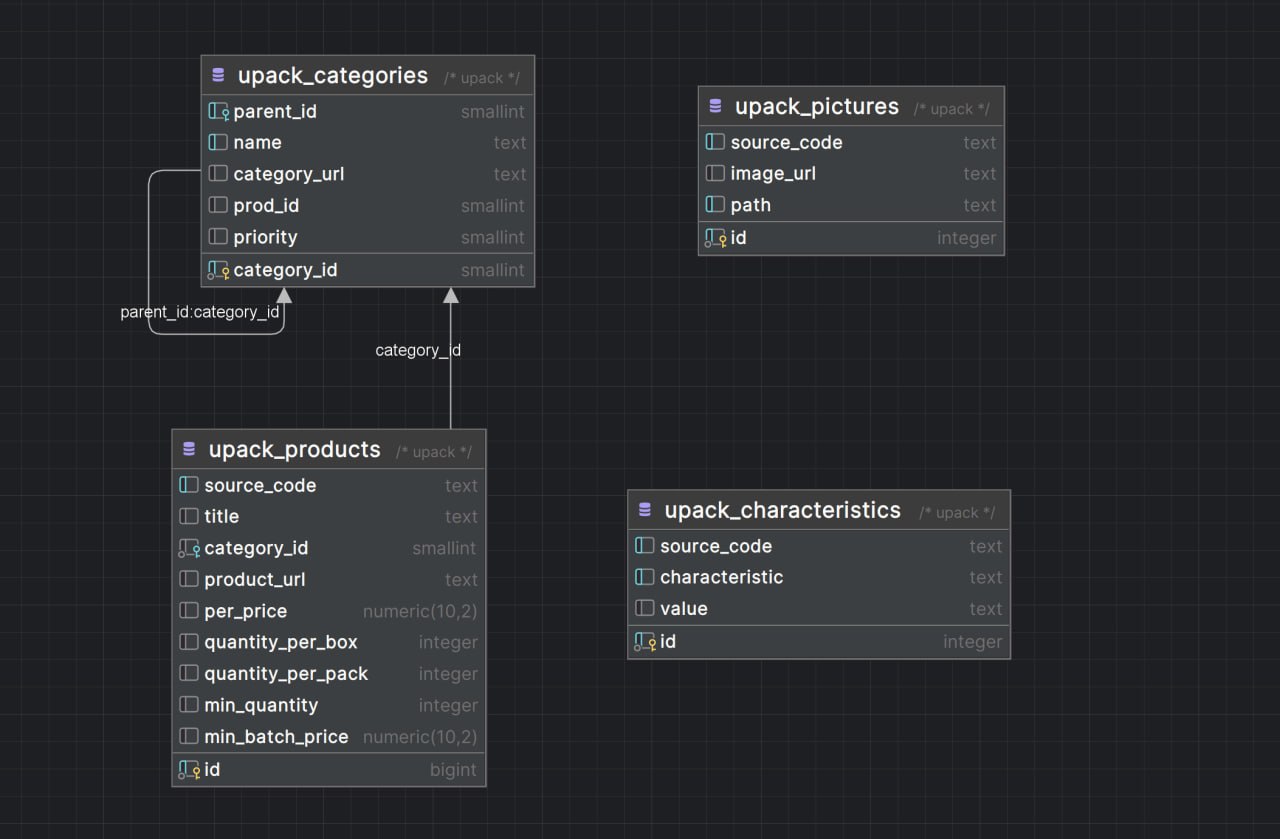 upack_categories /* upack */
parent_id smallint
name text
category_url text
prod_id smallint
priority smallint
category_id smallint
parent_id:category_id
category_id
upack_pictures /* upack */
source_code text
image_url text
path text
id integer
upack_products /* upack */
source_code text
title text
category_id smallint
product_url text
per_price numeric(10,2)
quantity_per_box integer
quantity_per_pack integer
min_quantity integer
min_batch_price numeric(10,2)
id bigint
upack_characteristics /* upack */
source_code text
characteristic text
value text
id integer